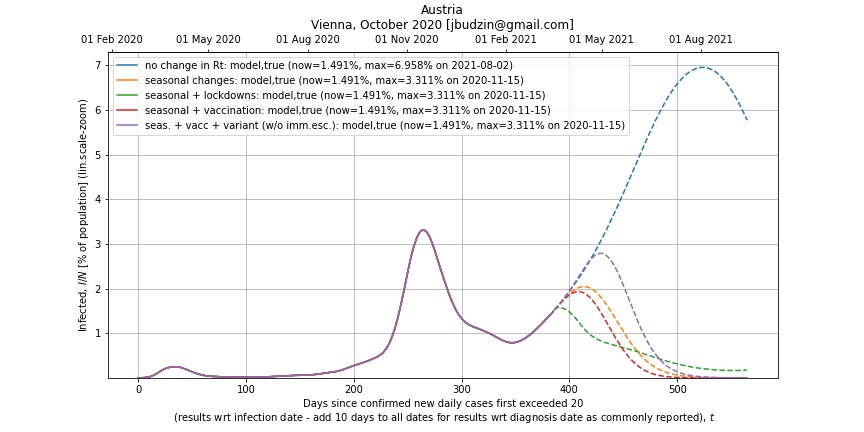 Austria
Vienna, October 2020 [jbudzin@gmail.com]
01 Feb 2020 01 May 2020 01 Aug 2020 01 Nov 2020 01 Feb 2021 01 May 2021 01 Aug 2021
no change in Rt: model,true (now=1.491%, max=6.958% on 2021-08-02)
seasonal changes: model,true (now=1.491%, max=3.311% on 2020-11-15)
seasonal + lockdowns: model,true (now=1.491%, max=3.311% on 2020-11-15)
seasonal + vaccination: model,true (now=1.491%, max=3.311% on 2020-11-15)
seas. + vacc + variant (w/o imm.esc.): model,true (now=1.491%, max=3.311% on 2020-11-15)
Infected, I/N [% of population] (lin.scale-zoom)
7
6
5
4
3
2
1
0 100 200 300 400 500
Days since confirmed new daily cases first exceeded 20
(results wrt infection date - add 10 days to all dates for results wrt diagnosis date as commonly reported), t